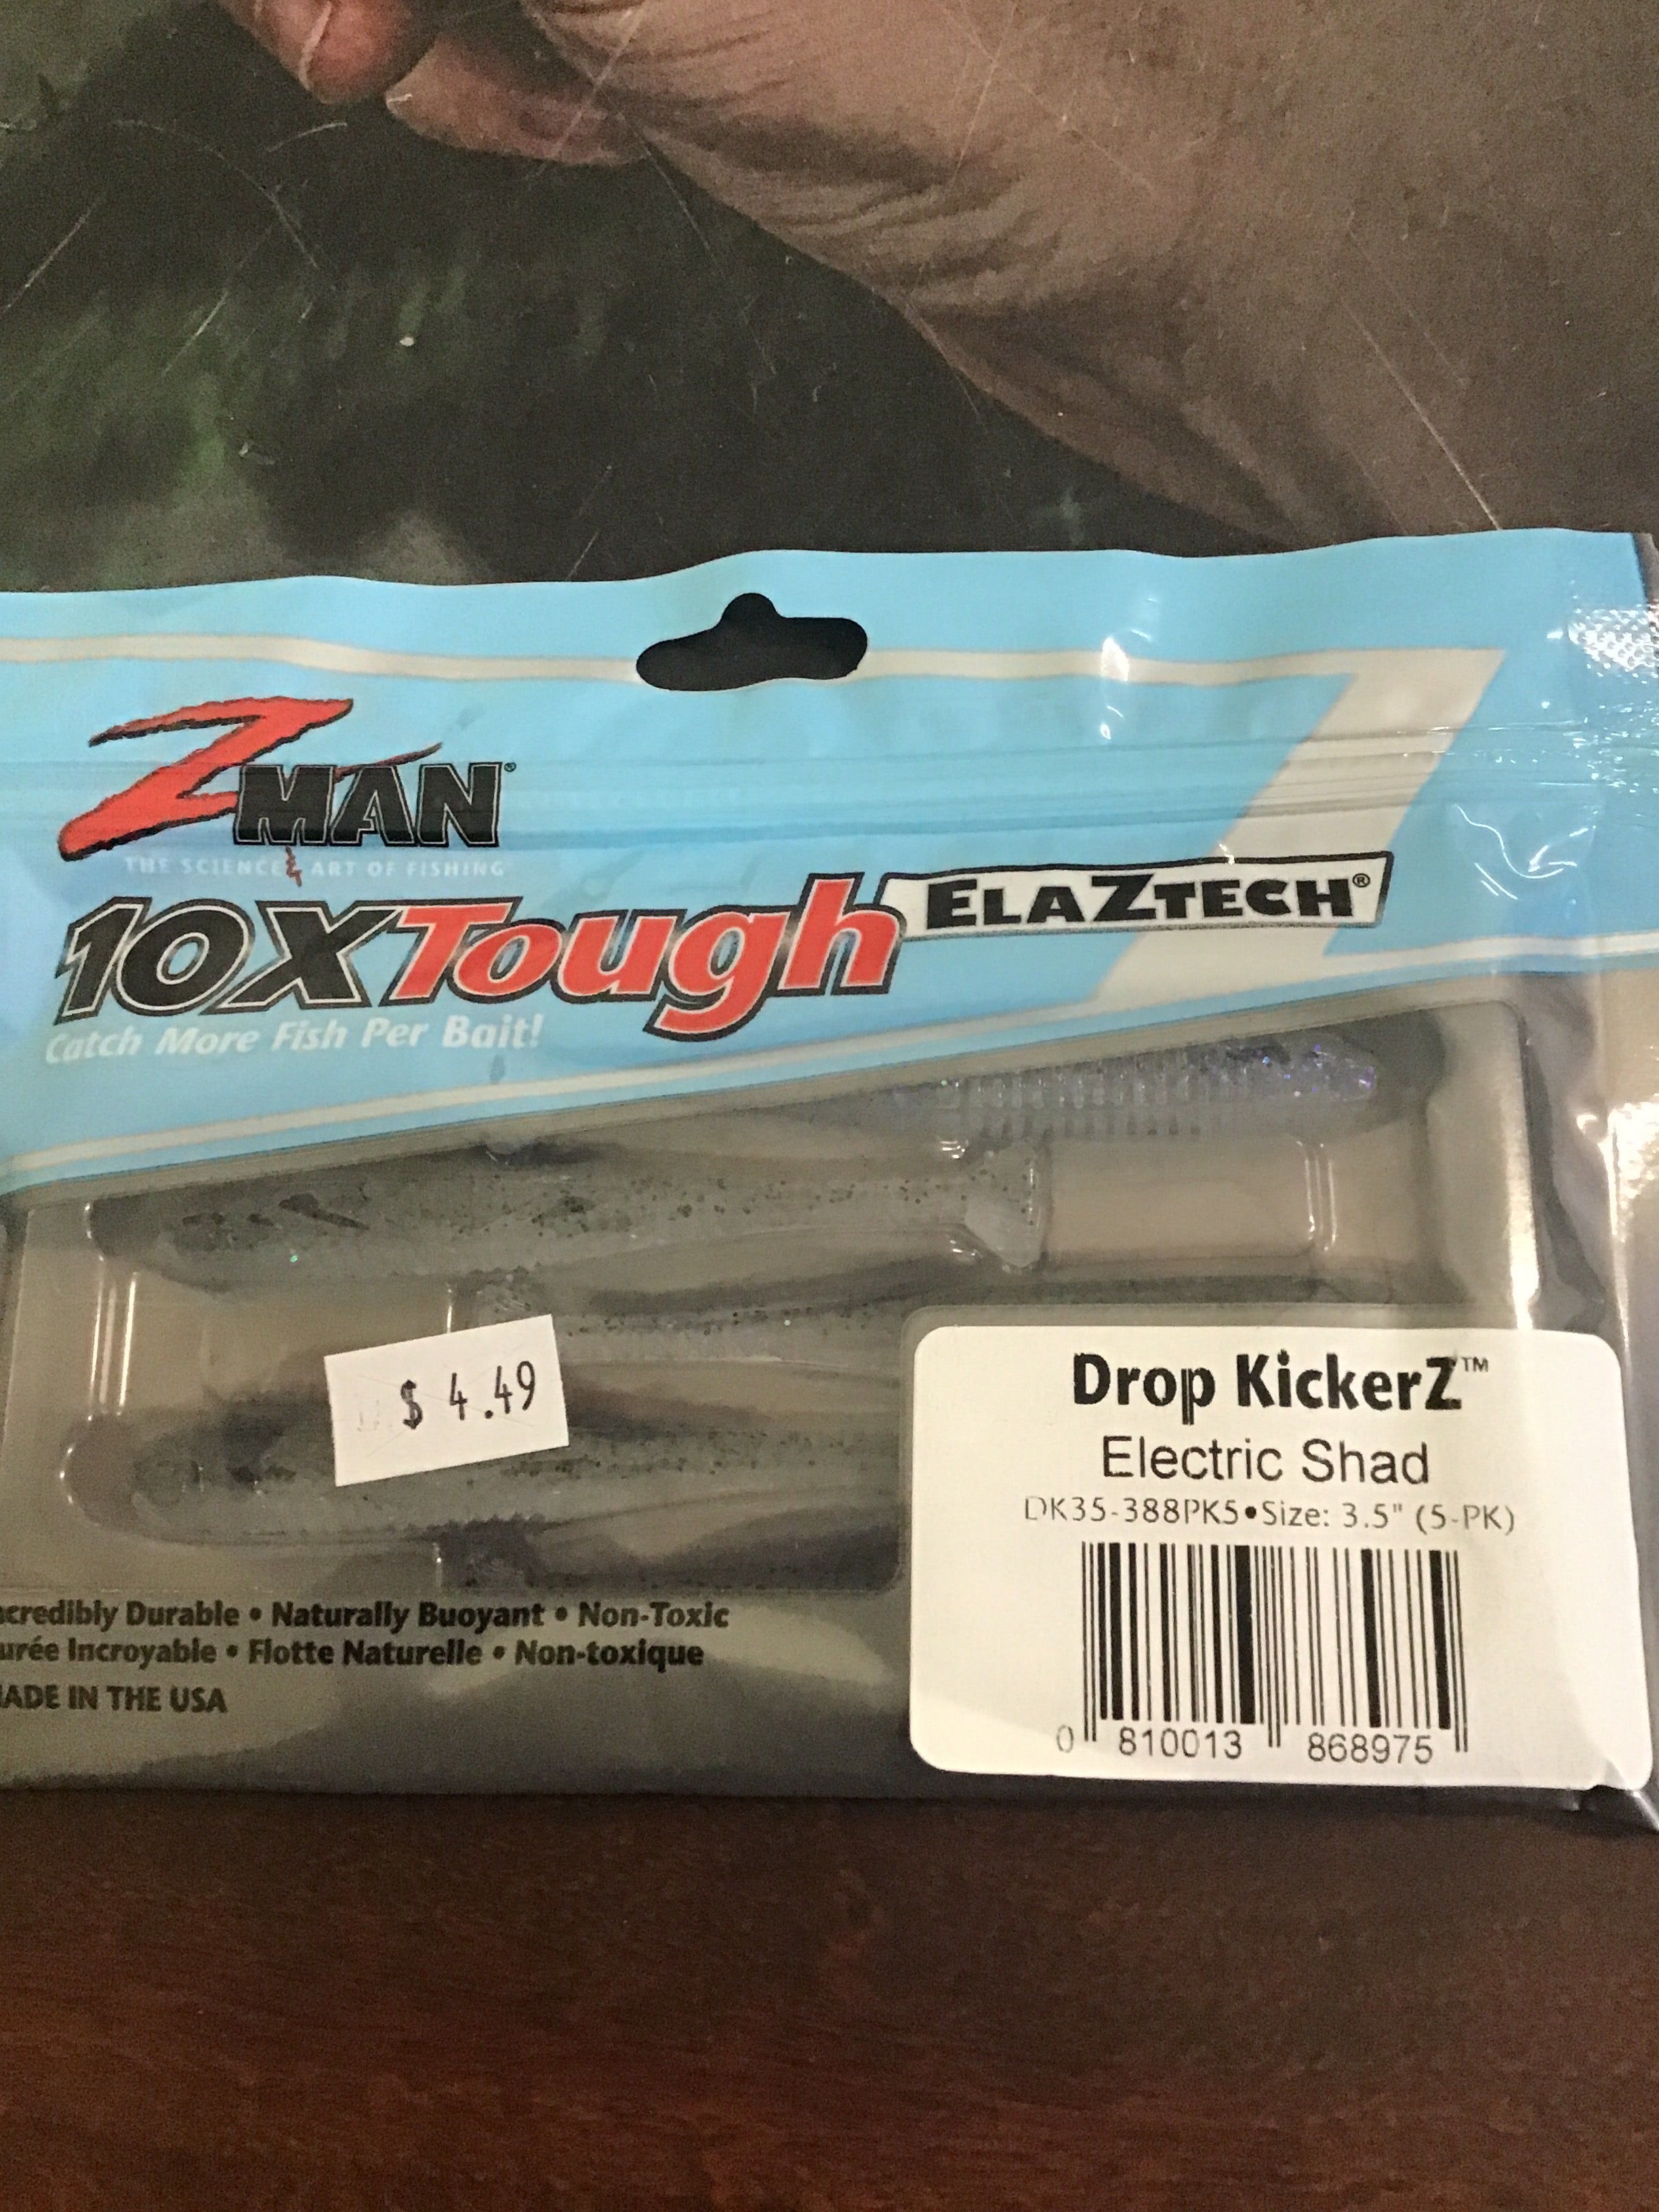 ZMAN®
THE SCIENCE & ART OF FISHING
10X Tough ELAZTECH®
Catch More Fish Per Bait!
$ 4.49
Drop KickerZ™
Electric Shad
DK35-388PK5•Size: 3.5" (5-PK)
0 810013 868975
ncredibly Durable • Naturally Buoyant • Non-Toxic
urée Incroyable • Flotte Naturelle • Non-toxique
ADE IN THE USA